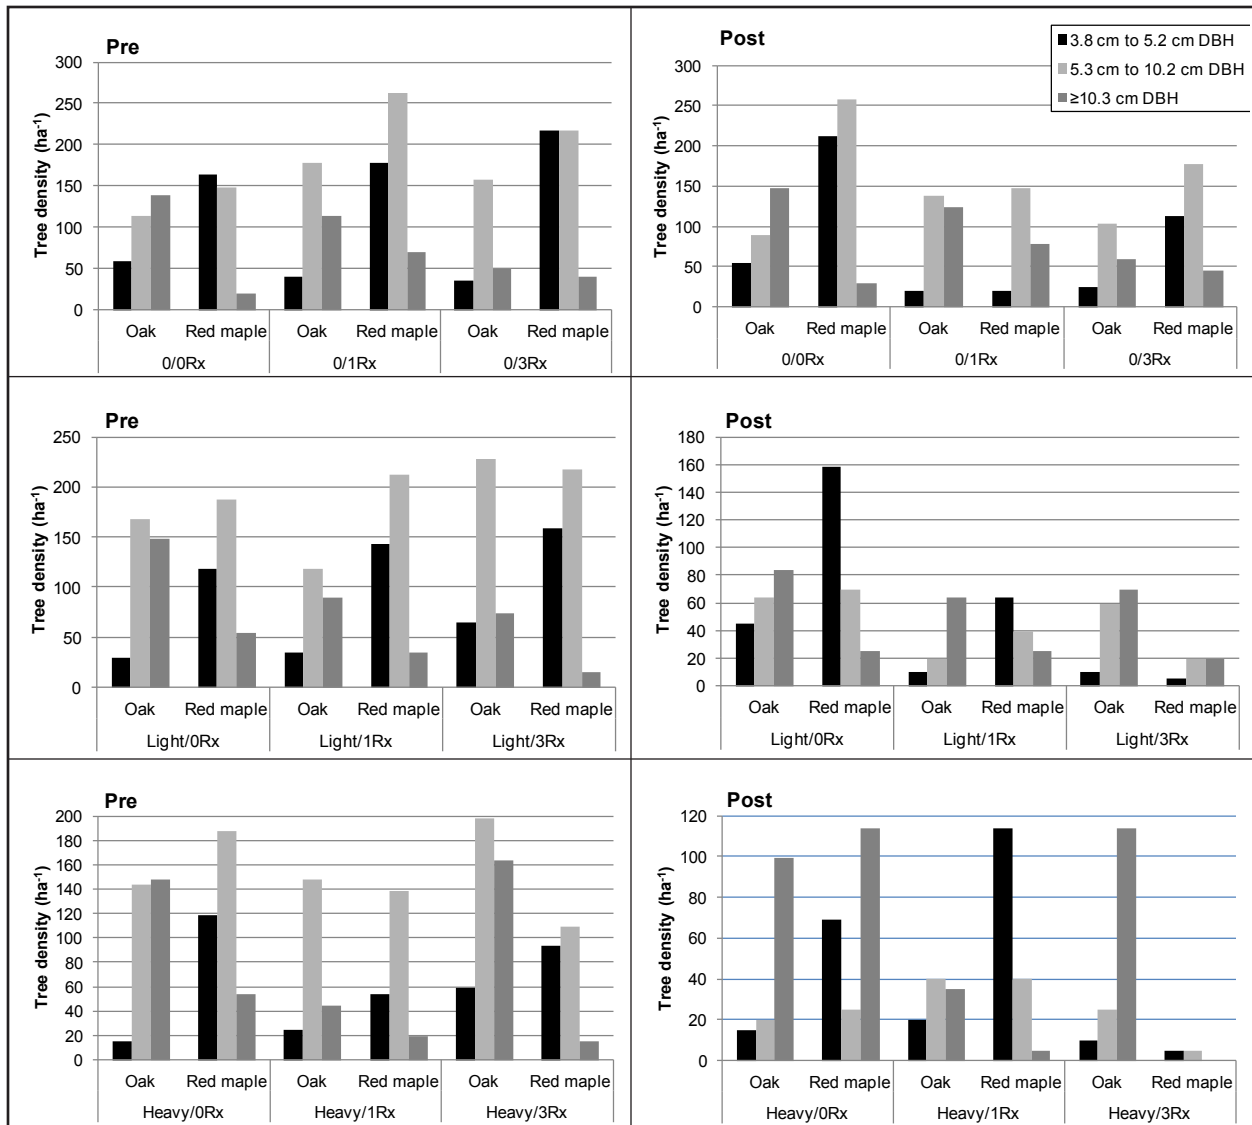 Pre
Tree density (ha-1)
300
250
200
150
100
50
0
Oak Red maple Oak Red maple Oak Red maple
0/0Rx 0/1Rx 0/3Rx
Post
3.8 cm to 5.2 cm DBH
5.3 cm to 10.2 cm DBH
≥10.3 cm DBH
Tree density (ha-1)
300
250
200
150
100
50
0
Oak Red maple Oak Red maple Oak Red maple
0/0Rx 0/1Rx 0/3Rx
Pre
Tree density (ha-1)
250
200
150
100
50
0
Oak Red maple Oak Red maple Oak Red maple
Light/0Rx Light/1Rx Light/3Rx
Post
Tree density (ha-1)
180
160
140
120
100
80
60
40
20
0
Oak Red maple Oak Red maple Oak Red maple
Light/0Rx Light/1Rx Light/3Rx
Pre
Tree density (ha-1)
200
180
160
140
120
100
80
60
40
20
0
Oak Red maple Oak Red maple Oak Red maple
Heavy/0Rx Heavy/1Rx Heavy/3Rx
Post
Tree density (ha-1)
120
100
80
60
40
20
0
Oak Red maple Oak Red maple Oak Red maple
Heavy/0Rx Heavy/1Rx Heavy/3Rx